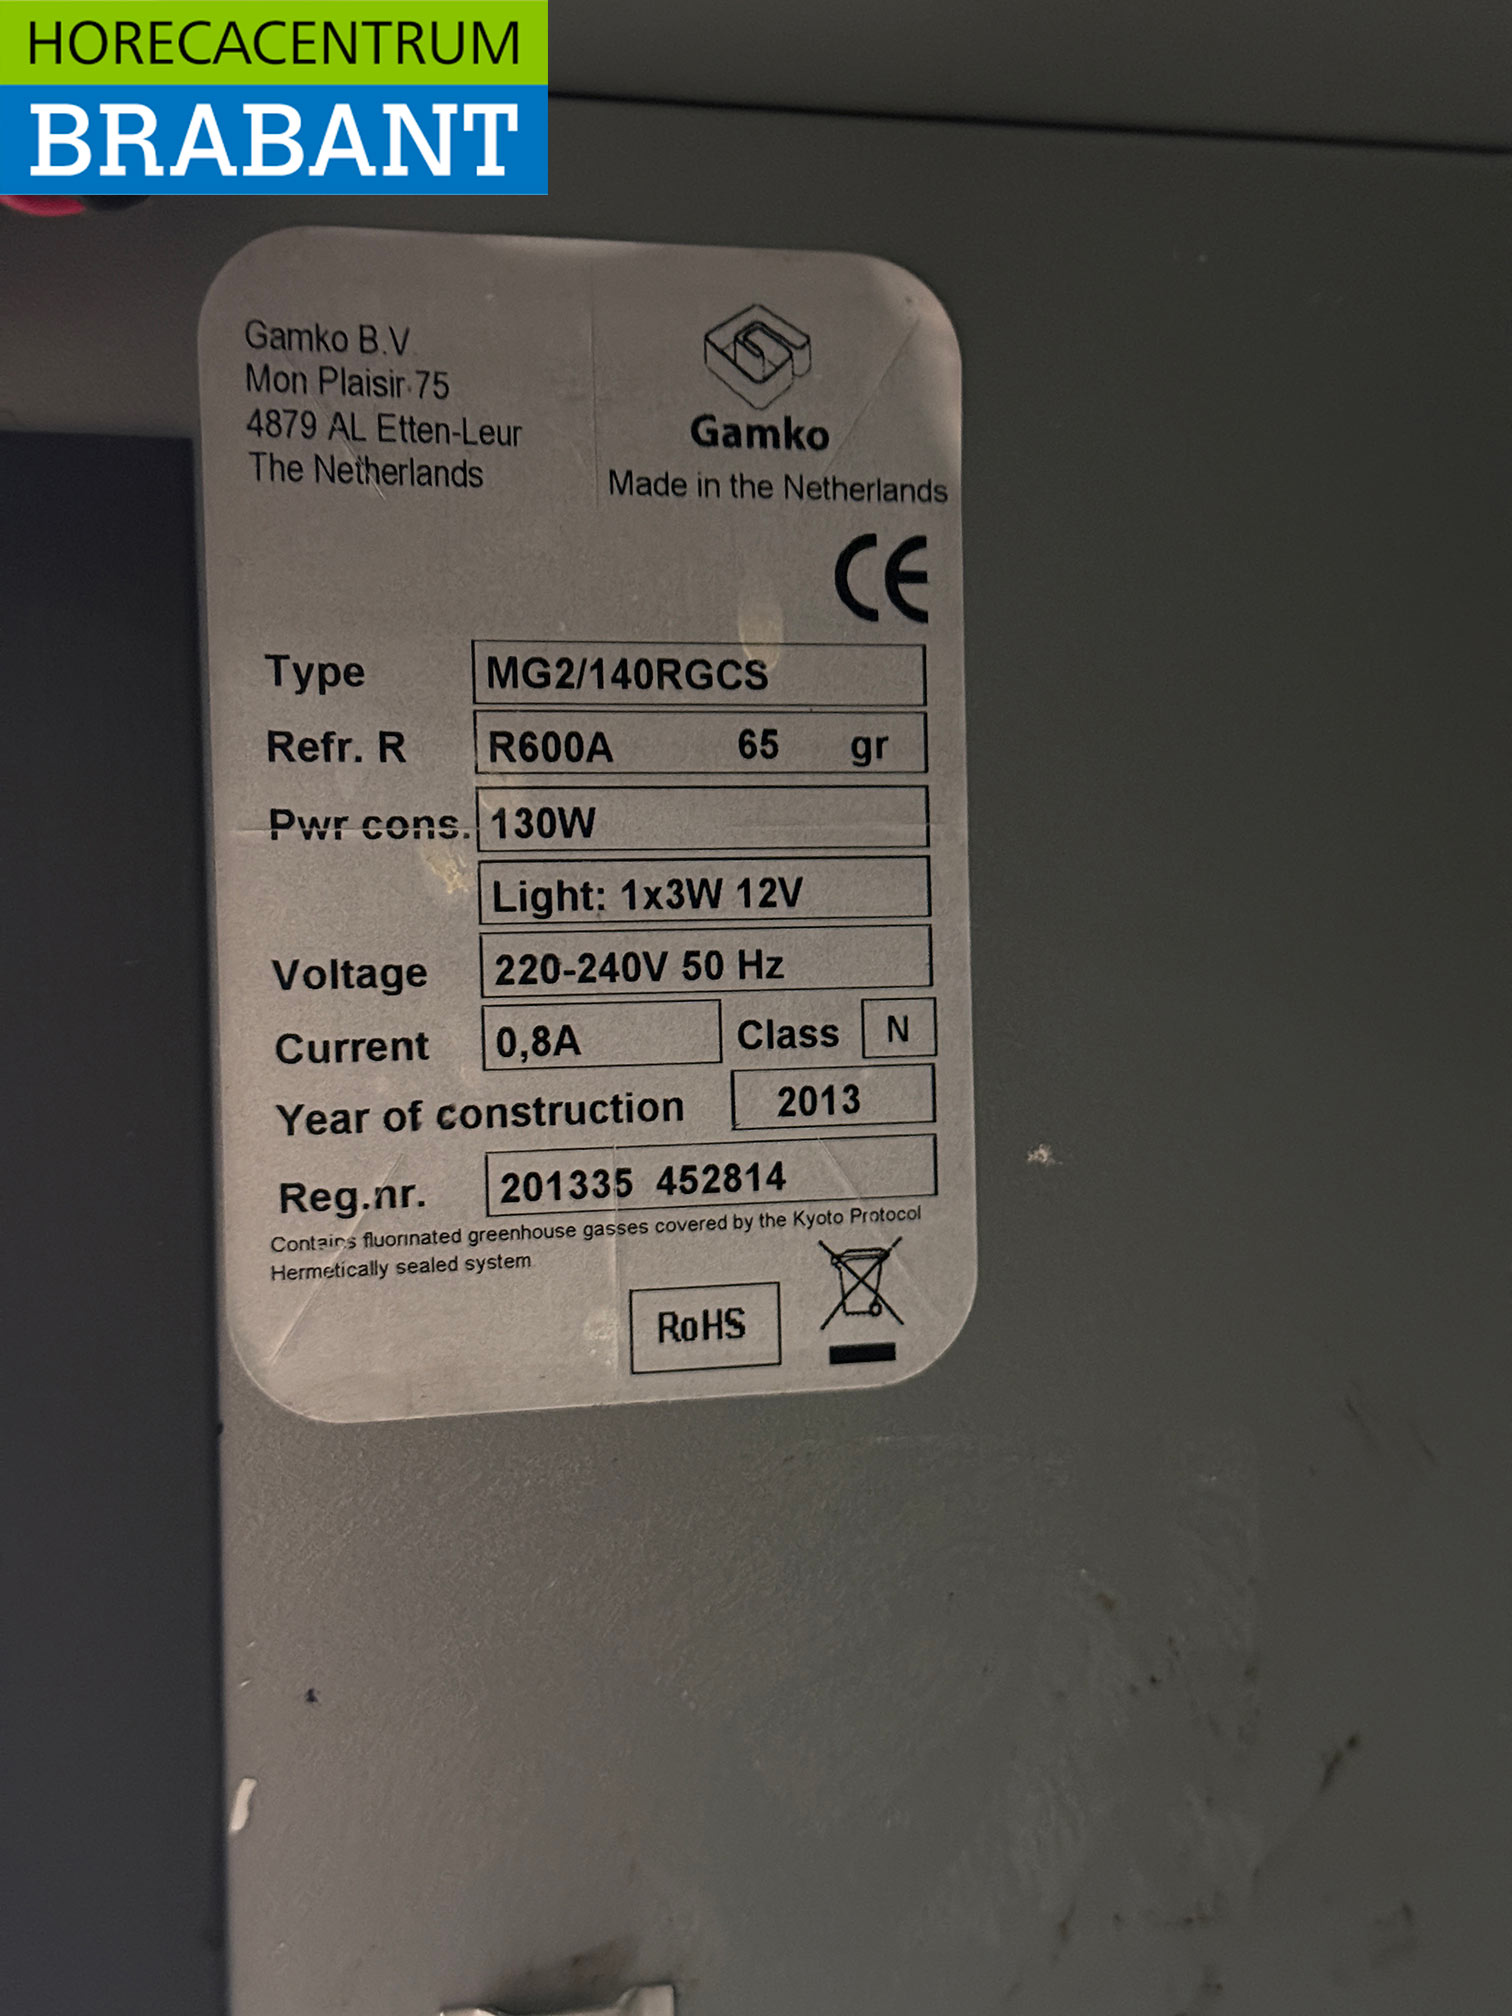 HORECACENTRUM
BRABANT
Gamko B.V.
Mon Plaisir 75
4879 AL Etten-Leur
The Netherlands
Gamko
Made in the Netherlands
CE
Type MG2/140RGCS
Refr. R R600A 65 gr
Pwr cons. 130W
Light: 1x3W 12V
Voltage 220-240V 50 Hz
Current 0,8A Class N
Year of construction 2013
Reg.nr. 201335 452814
Contains fluorinated greenhouse gasses covered by the Kyoto Protocol
Hermetically sealed system
RoHS